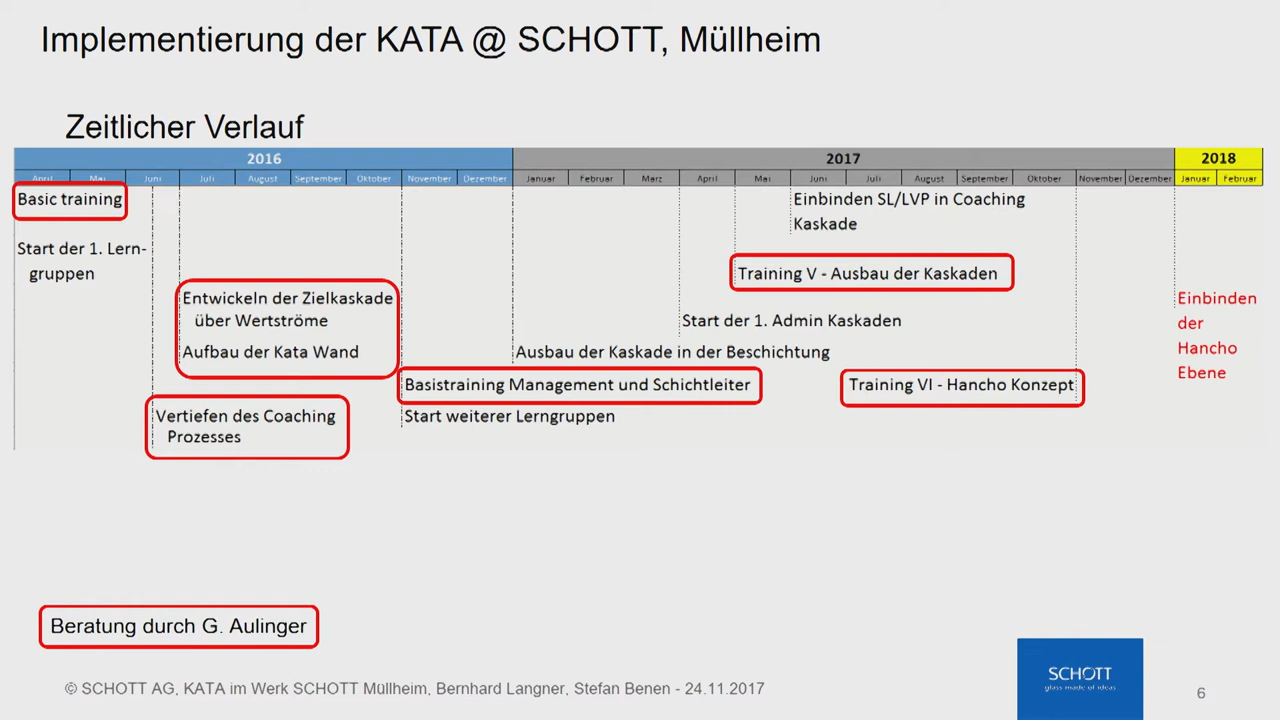 Implementierung der KATA @ SCHOTT, Müllheim
Zeitlicher Verlauf
2016 2017 2018
April Mai Juni Juli August September Oktober November Dezember Januar Februar März April Mai Juni Juli August September Oktober November Dezember Januar Februar
Basic training
Einbinden SL/LVP in Coaching
Kaskade
Start der 1. Lern-
gruppen
Training V - Ausbau der Kaskaden
Entwickeln der Zielkaskade
über Wertströme
Start der 1. Admin Kaskaden
Einbinden
der
Hancho
Ebene
Aufbau der Kata Wand
Ausbau der Kaskade in der Beschichtung
Basistraining Management und Schichtleiter
Training VI - Hancho Konzept
Vertiefen des Coaching
Prozesses
Start weiterer Lerngruppen
Beratung durch G. Aulinger
© SCHOTT AG, KATA im Werk SCHOTT Müllheim, Bernhard Langner, Stefan Benen - 24.11.2017
SCHOTT
glass made of ideas
6